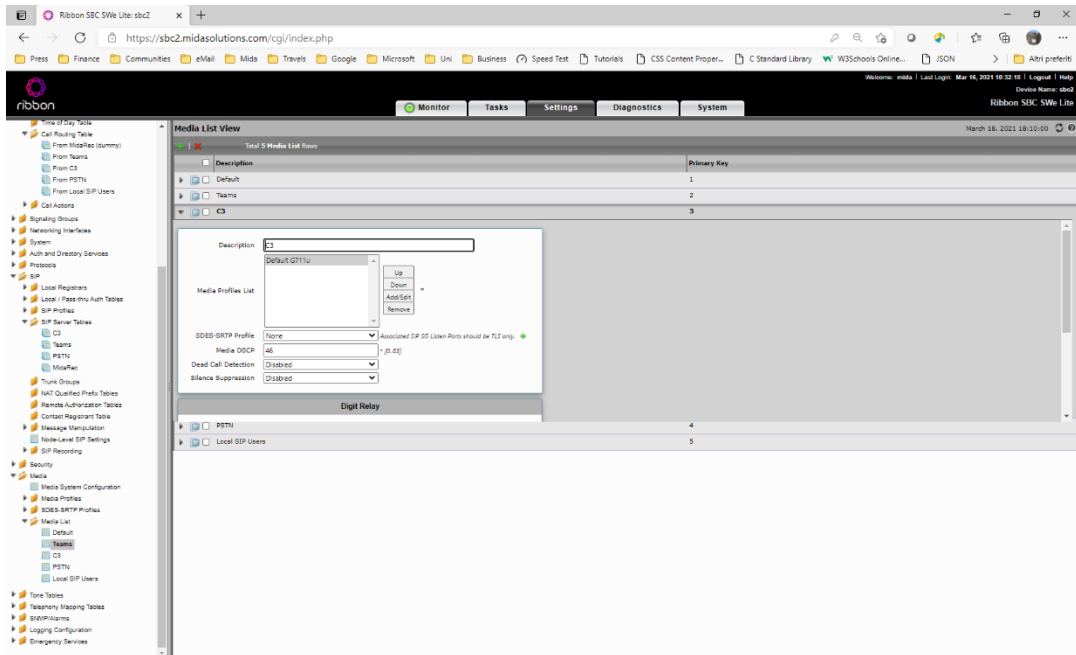 Ribbon SBC SWe Lite: sbc2
https://sbc2.midasolutions.com/cgi/index.php
Press Finance Communities eMail Mida Travels Google Microsoft Uni Business Speed Test Tutorials CSS Content Proper... C Standard Library W3Schools Online... JSON Altri preferiti
Welcome: mida | Last Login: Mar 16, 2021 10:32:18 | Logout | Help
Device Name: sbc2
ribbon
Ribbon SBC SWe Lite
Monitor Tasks Settings Diagnostics System
Time of Day Table
Call Routing Table
From MidaRec (dummy)
From Teams
From C3
From PSTN
From Local SIP Users
Call Actions
Signaling Groups
Networking Interfaces
System
Auth and Directory Services
Protocols
SIP
Local Registrars
Local / Pass-thru Auth Tables
SIP Profiles
SIP Server Tables
C3
Teams
PSTN
MidaRec
Trunk Groups
NAT Qualified Prefix Tables
Remote Authorization Tables
Contact Registrant Table
Message Manipulation
Node-Level SIP Settings
SIP Recording
Security
Media
Media System Configuration
Media Profiles
SDES-SRTP Profiles
Media List
Default
Teams
C3
PSTN
Local SIP Users
Tone Tables
Telephony Mapping Tables
SNMP/Alarms
Logging Configuration
Emergency Services
Media List View
March 18, 2021 18:10:00
Total 5 Media List Rows
Description Primary Key
Default 1
Teams 2
C3 3
Description C3
Media Profiles List
Default G711u
Up
Down
Add/Edit
Remove
*
SDES-SRTP Profile None Associated SIP SG Listen Ports should be TLS only.
Media DSCP 46 * [0..63]
Dead Call Detection Disabled
Silence Suppression Disabled
Digit Relay
PSTN 4
Local SIP Users 5